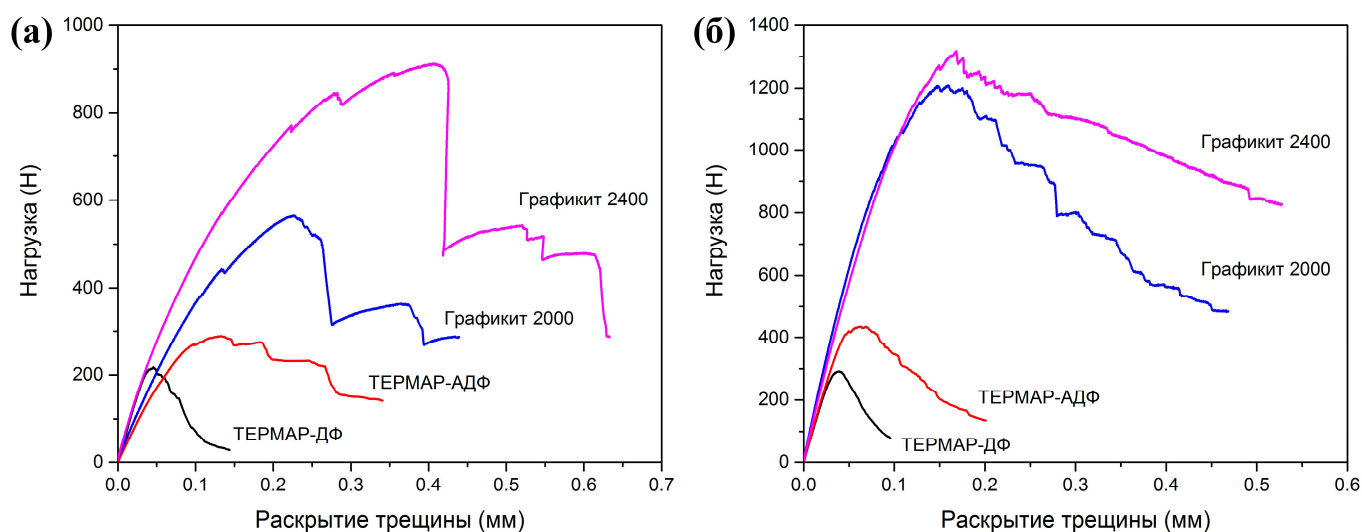 (а)
1000
800
600
400
200
0
Нагрузка (Н)
Графикит 2400
Графикит 2000
ТЕРМАР-АДФ
ТЕРМАР-ДФ
0.0 0.1 0.2 0.3 0.4 0.5 0.6 0.7
Раскрытие трещины (мм)
(б)
1400
1200
1000
800
600
400
200
0
Нагрузка (Н)
Графикит 2400
Графикит 2000
ТЕРМАР-АДФ
ТЕРМАР-ДФ
0.0 0.1 0.2 0.3 0.4 0.5 0.6
Раскрытие трещины (мм)